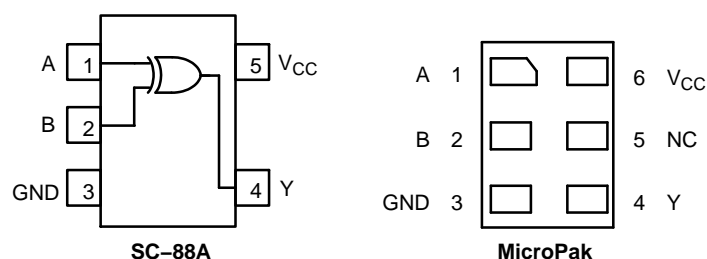 A 1 5 VCC
B 2
GND 3 4 Y
SC–88A
A 1 6 VCC
B 2 5 NC
GND 3 4 Y
MicroPak